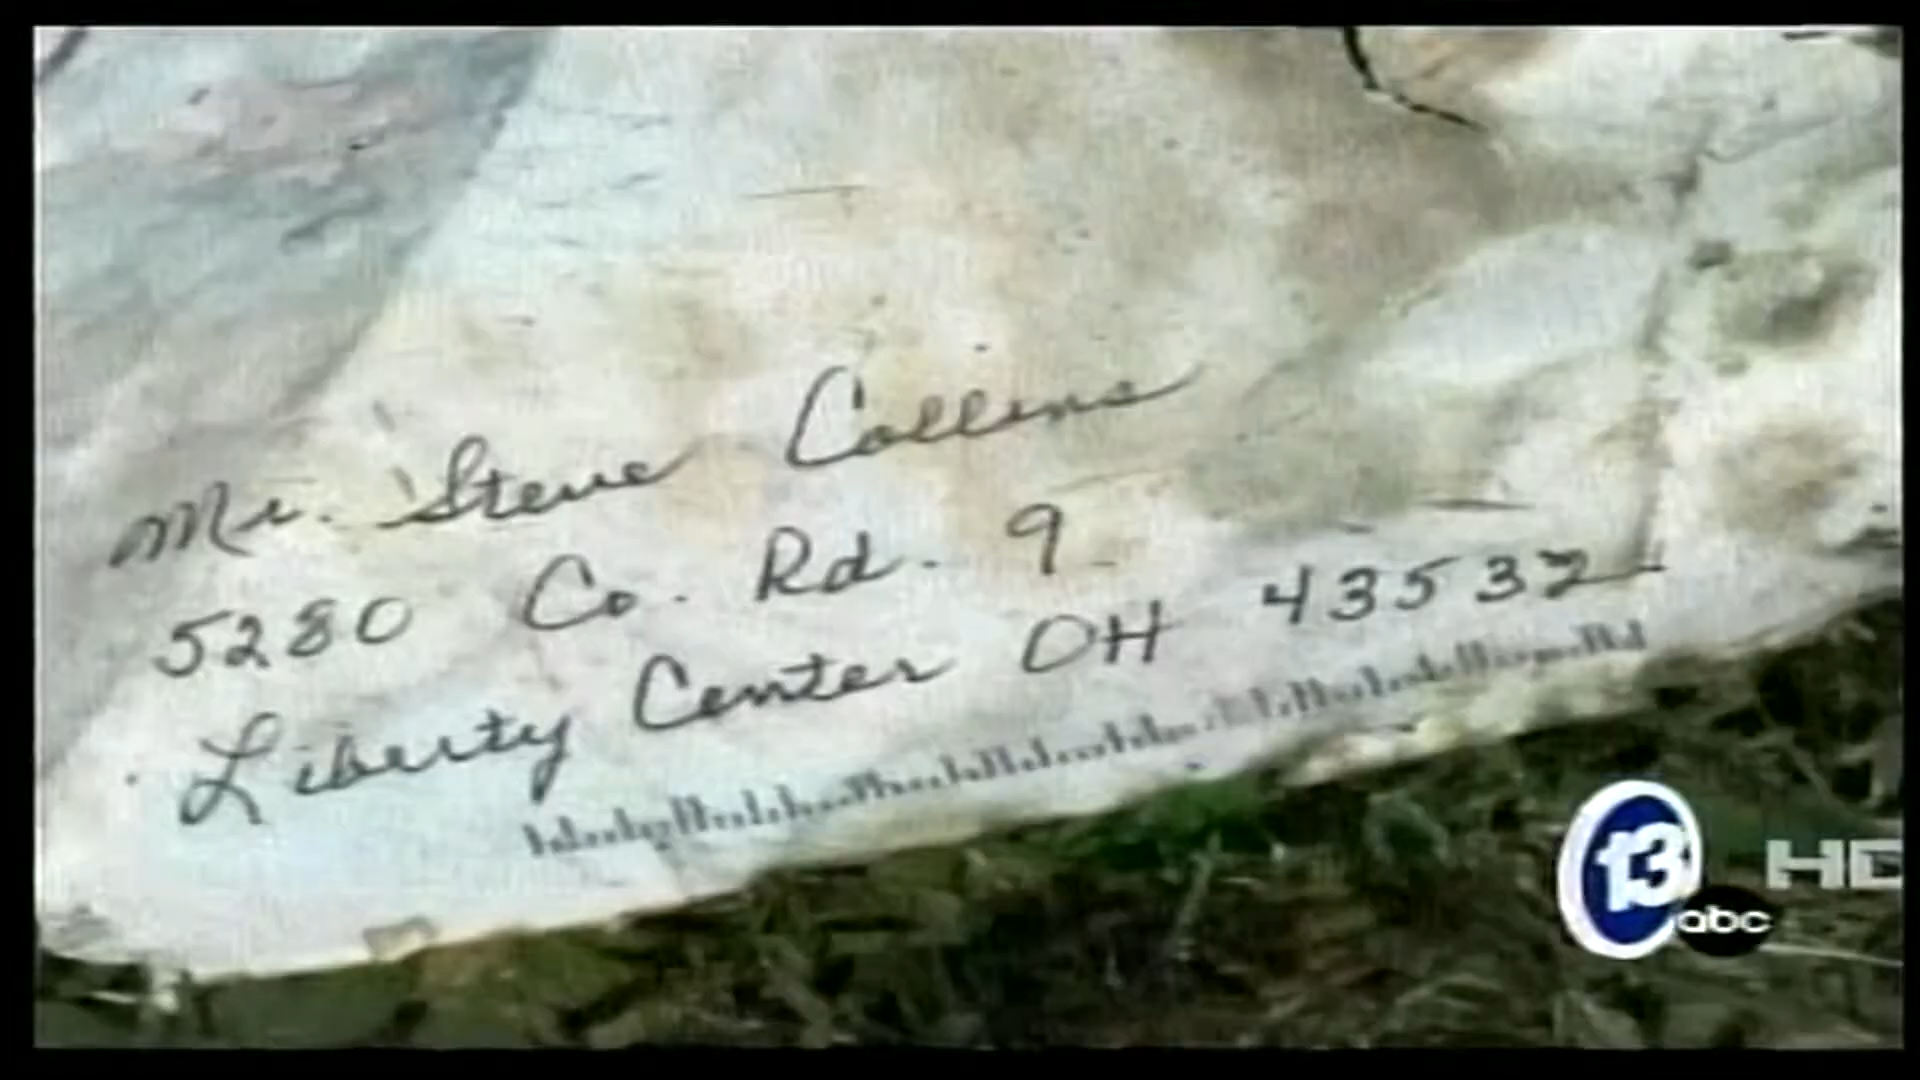 Mr. Steve Collins
5280 Co. Rd. 9
Liberty Center OH 43532
13
abc
HD